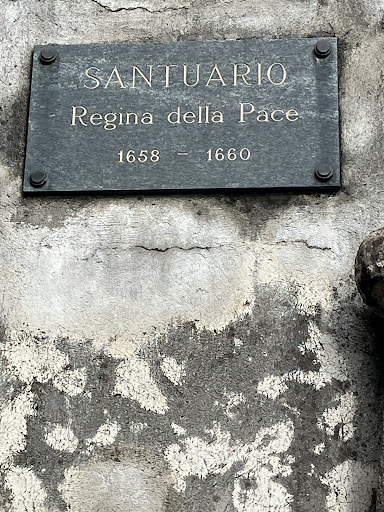 SANTUARIO
Regina della Pace
1658 - 1660